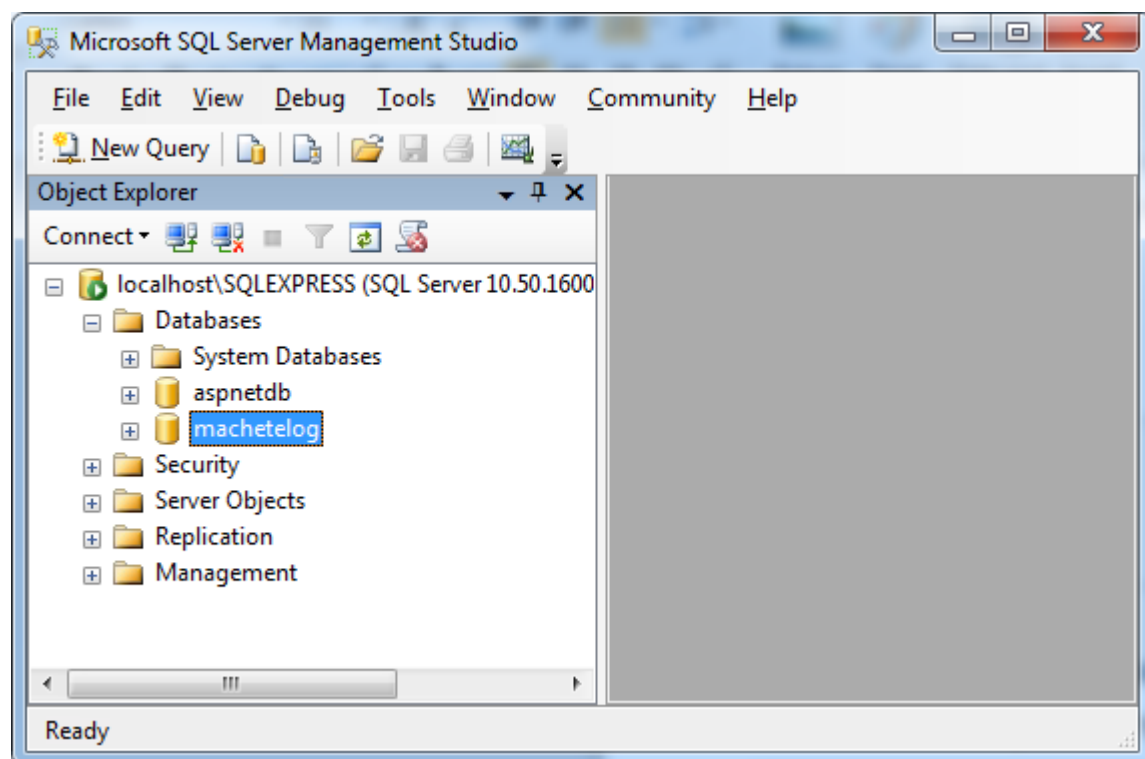 Microsoft SQL Server Management Studio
File Edit View Debug Tools Window Community Help
New Query
Object Explorer
Connect
localhost\SQLEXPRESS (SQL Server 10.50.1600
Databases
System Databases
aspnetdb
machetelog
Security
Server Objects
Replication
Management
Ready